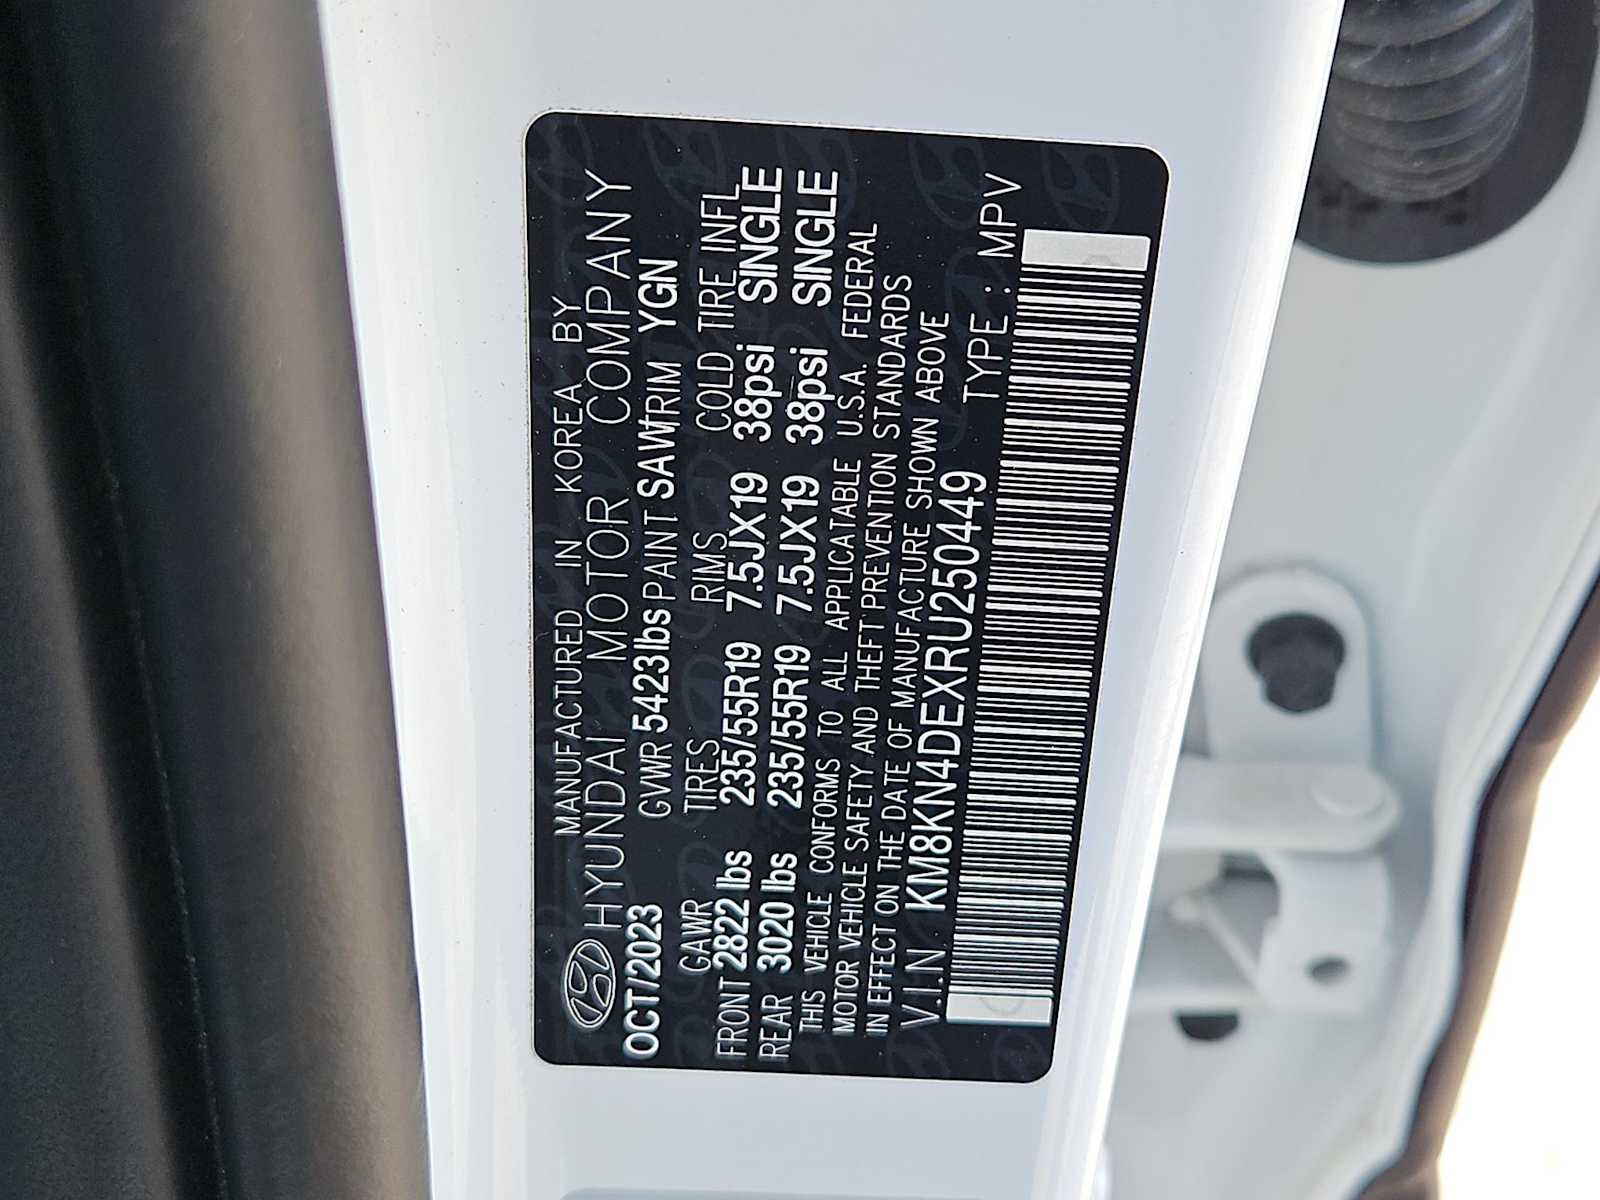 MANUFACTURED IN KOREA BY
HYUNDAI MOTOR COMPANY
OCT/2023 GVWR 5423lbs PAINT SAW TRIM YGN
GAWR TIRES RIMS COLD TIRE INFL
FRONT 2822 lbs 235/55R19 7.5JX19 38psi SINGLE
REAR 3020 lbs 235/55R19 7.5JX19 38psi SINGLE
THIS VEHICLE CONFORMS TO ALL APPLICATABLE U.S.A. FEDERAL
MOTOR VEHICLE SAFETY AND THEFT PREVENTION STANDARDS
IN EFFECT ON THE DATE OF MANUFACTURE SHOWN ABOVE
V.I.N KM8KN4DEXRU250449 TYPE : MPV